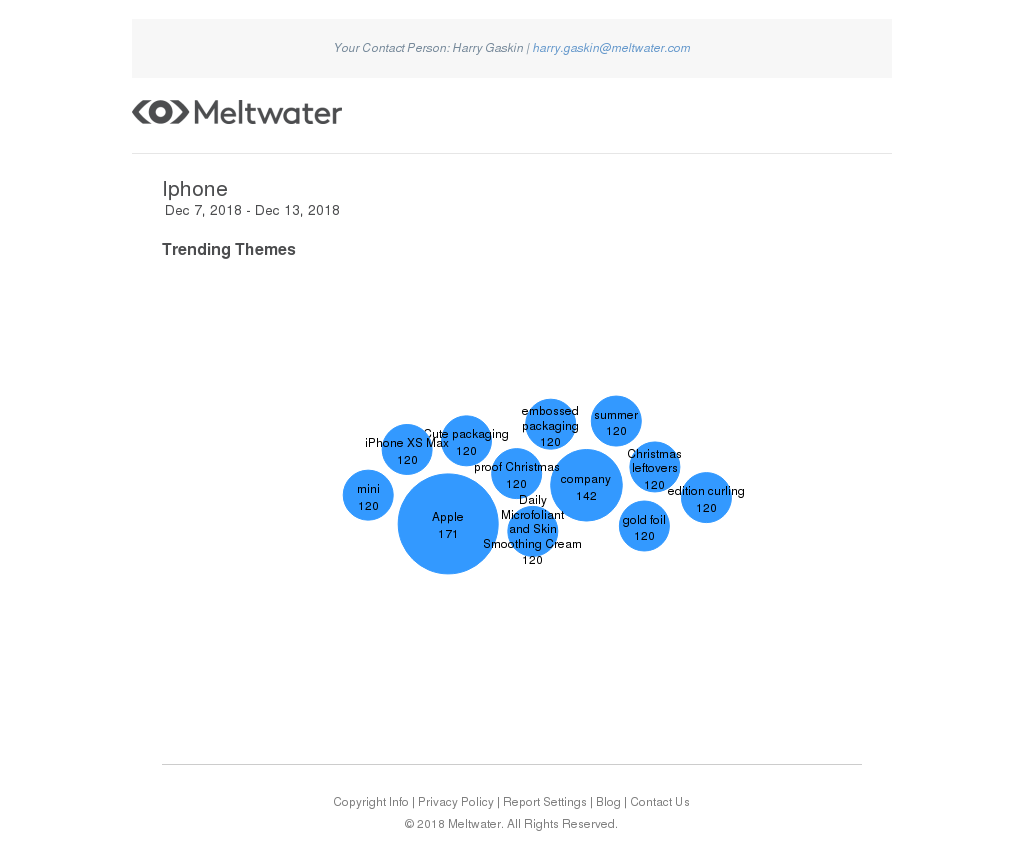 Your Contact Person: Harry Gaskin | harry.gaskin@meltwater.com
Meltwater
Iphone
Dec 7, 2018 - Dec 13, 2018
Trending Themes
embossed
packaging
120
summer
120
Cute packaging
120
iPhone XS Max
120
Christmas
leftovers
120
proof Christmas
120
company
142
mini
120
edition curling
120
Daily
Microfoliant
and Skin
Smoothing Cream
120
Apple
171
gold foil
120
Copyright Info | Privacy Policy | Report Settings | Blog | Contact Us
© 2018 Meltwater. All Rights Reserved.